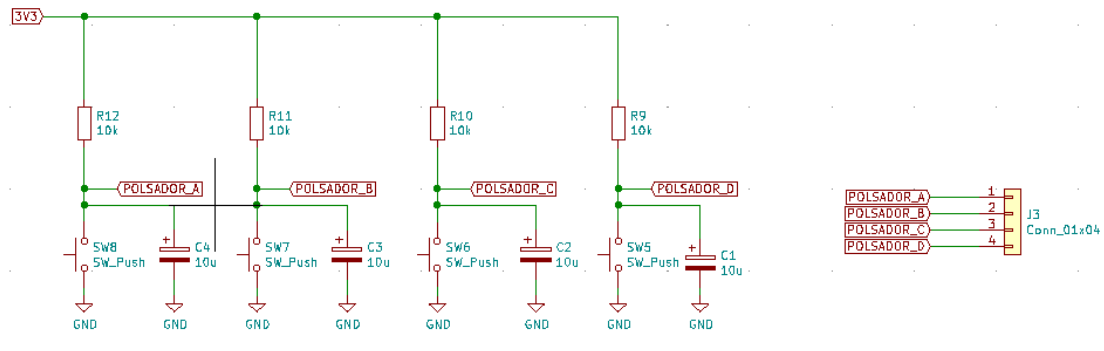 3V3
R12
10k
R11
10k
R10
10k
R9
10k
POLSADOR_A
POLSADOR_B
POLSADOR_C
POLSADOR_D
SW8
SW_Push
C4
10u
SW7
SW_Push
C3
10u
SW6
SW_Push
C2
10u
SW5
SW_Push
C1
10u
GND
GND
GND
GND
GND
GND
GND
GND
POLSADOR_A
1
POLSADOR_B
2
POLSADOR_C
3
POLSADOR_D
4
J3
Conn_01x04